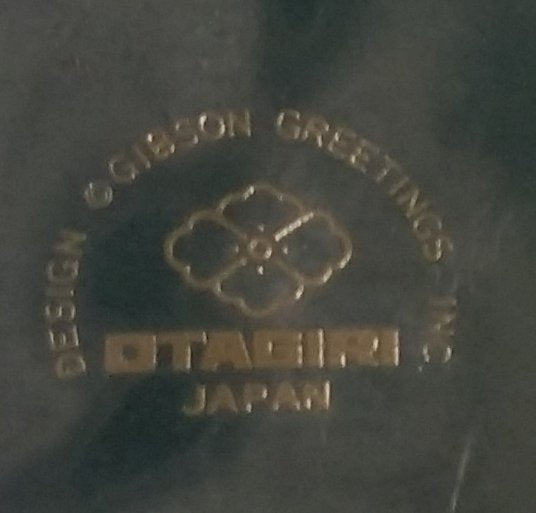 DESIGN ©GIBSON GREETINGS INC.
OTAGIRI
JAPAN